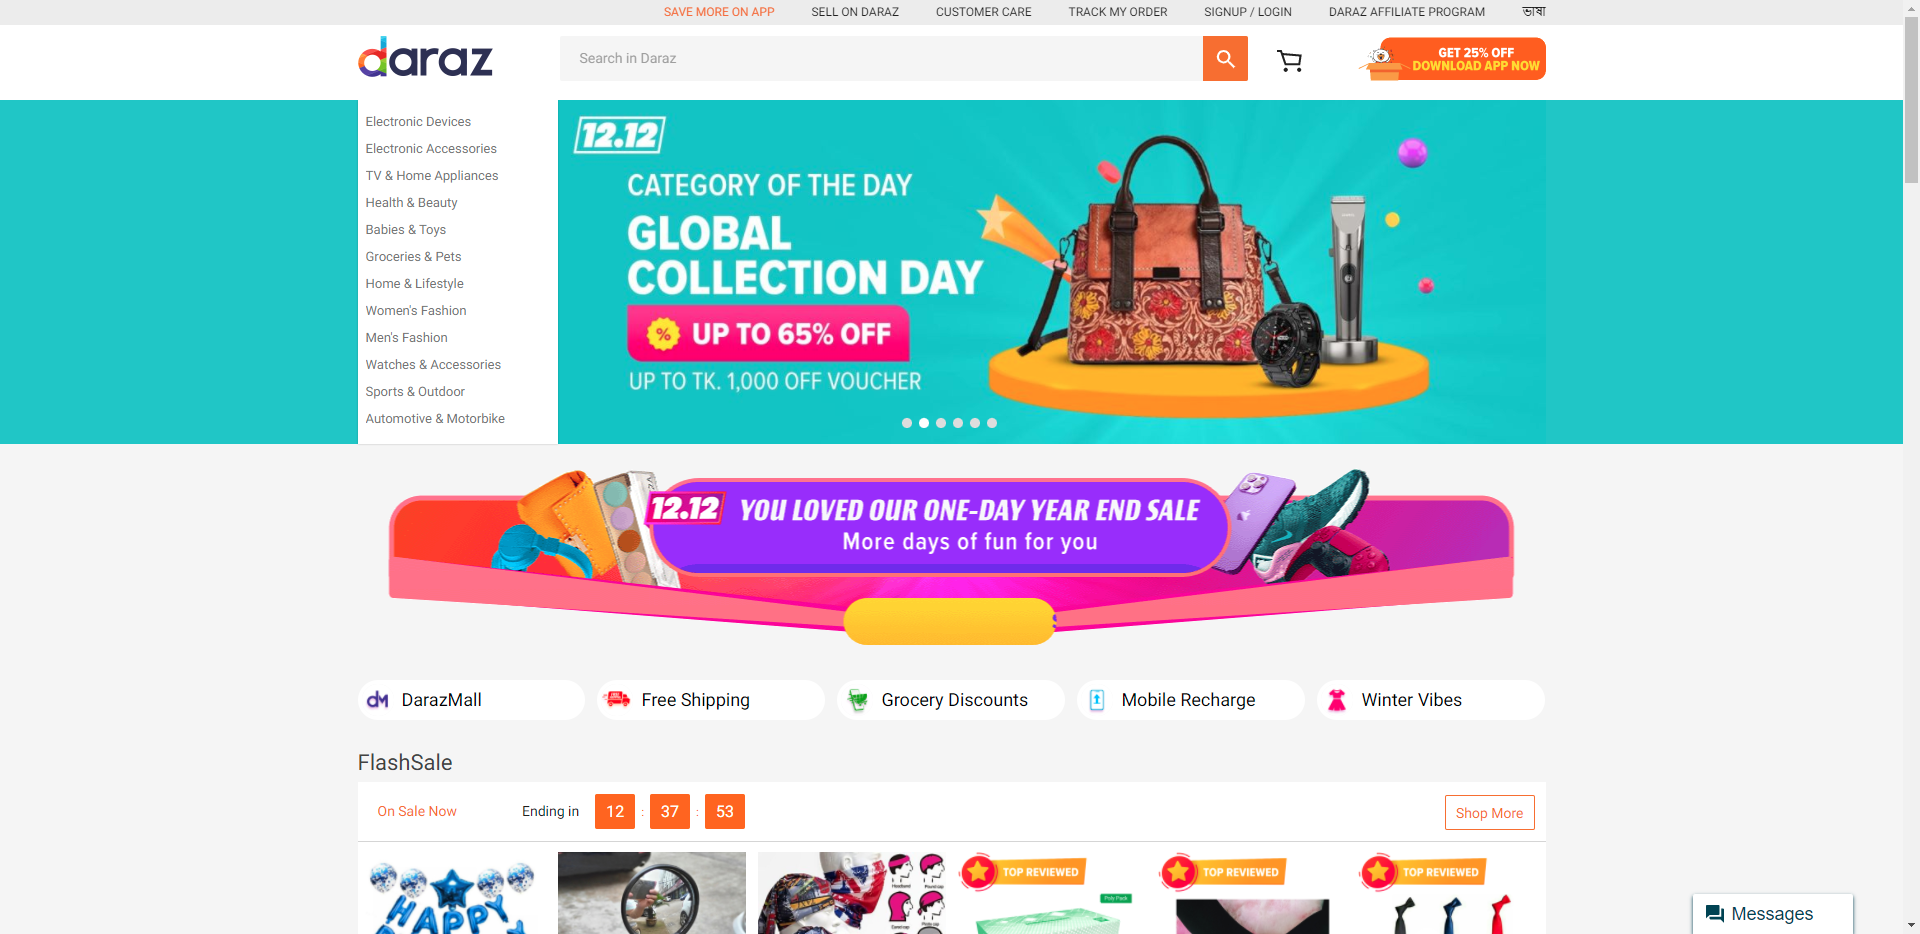 SAVE MORE ON APP
SELL ON DARAZ
CUSTOMER CARE
TRACK MY ORDER
SIGNUP / LOGIN
DARAZ AFFILIATE PROGRAM
ভাষা
daraz
Search in Daraz
GET 25% OFF
DOWNLOAD APP NOW
Electronic Devices
Electronic Accessories
TV & Home Appliances
Health & Beauty
Babies & Toys
Groceries & Pets
Home & Lifestyle
Women's Fashion
Men's Fashion
Watches & Accessories
Sports & Outdoor
Automotive & Motorbike
12.12
CATEGORY OF THE DAY
GLOBAL
COLLECTION DAY
% UP TO 65% OFF
UP TO TK. 1,000 OFF VOUCHER
12.12 YOU LOVED OUR ONE-DAY YEAR END SALE
More days of fun for you
DarazMall
Free Shipping
Grocery Discounts
Mobile Recharge
Winter Vibes
FlashSale
On Sale Now
Ending in 12 : 37 : 53
Shop More
HAPPY
TOP REVIEWED
Poly Pack
TOP REVIEWED
TOP REVIEWED
Messages